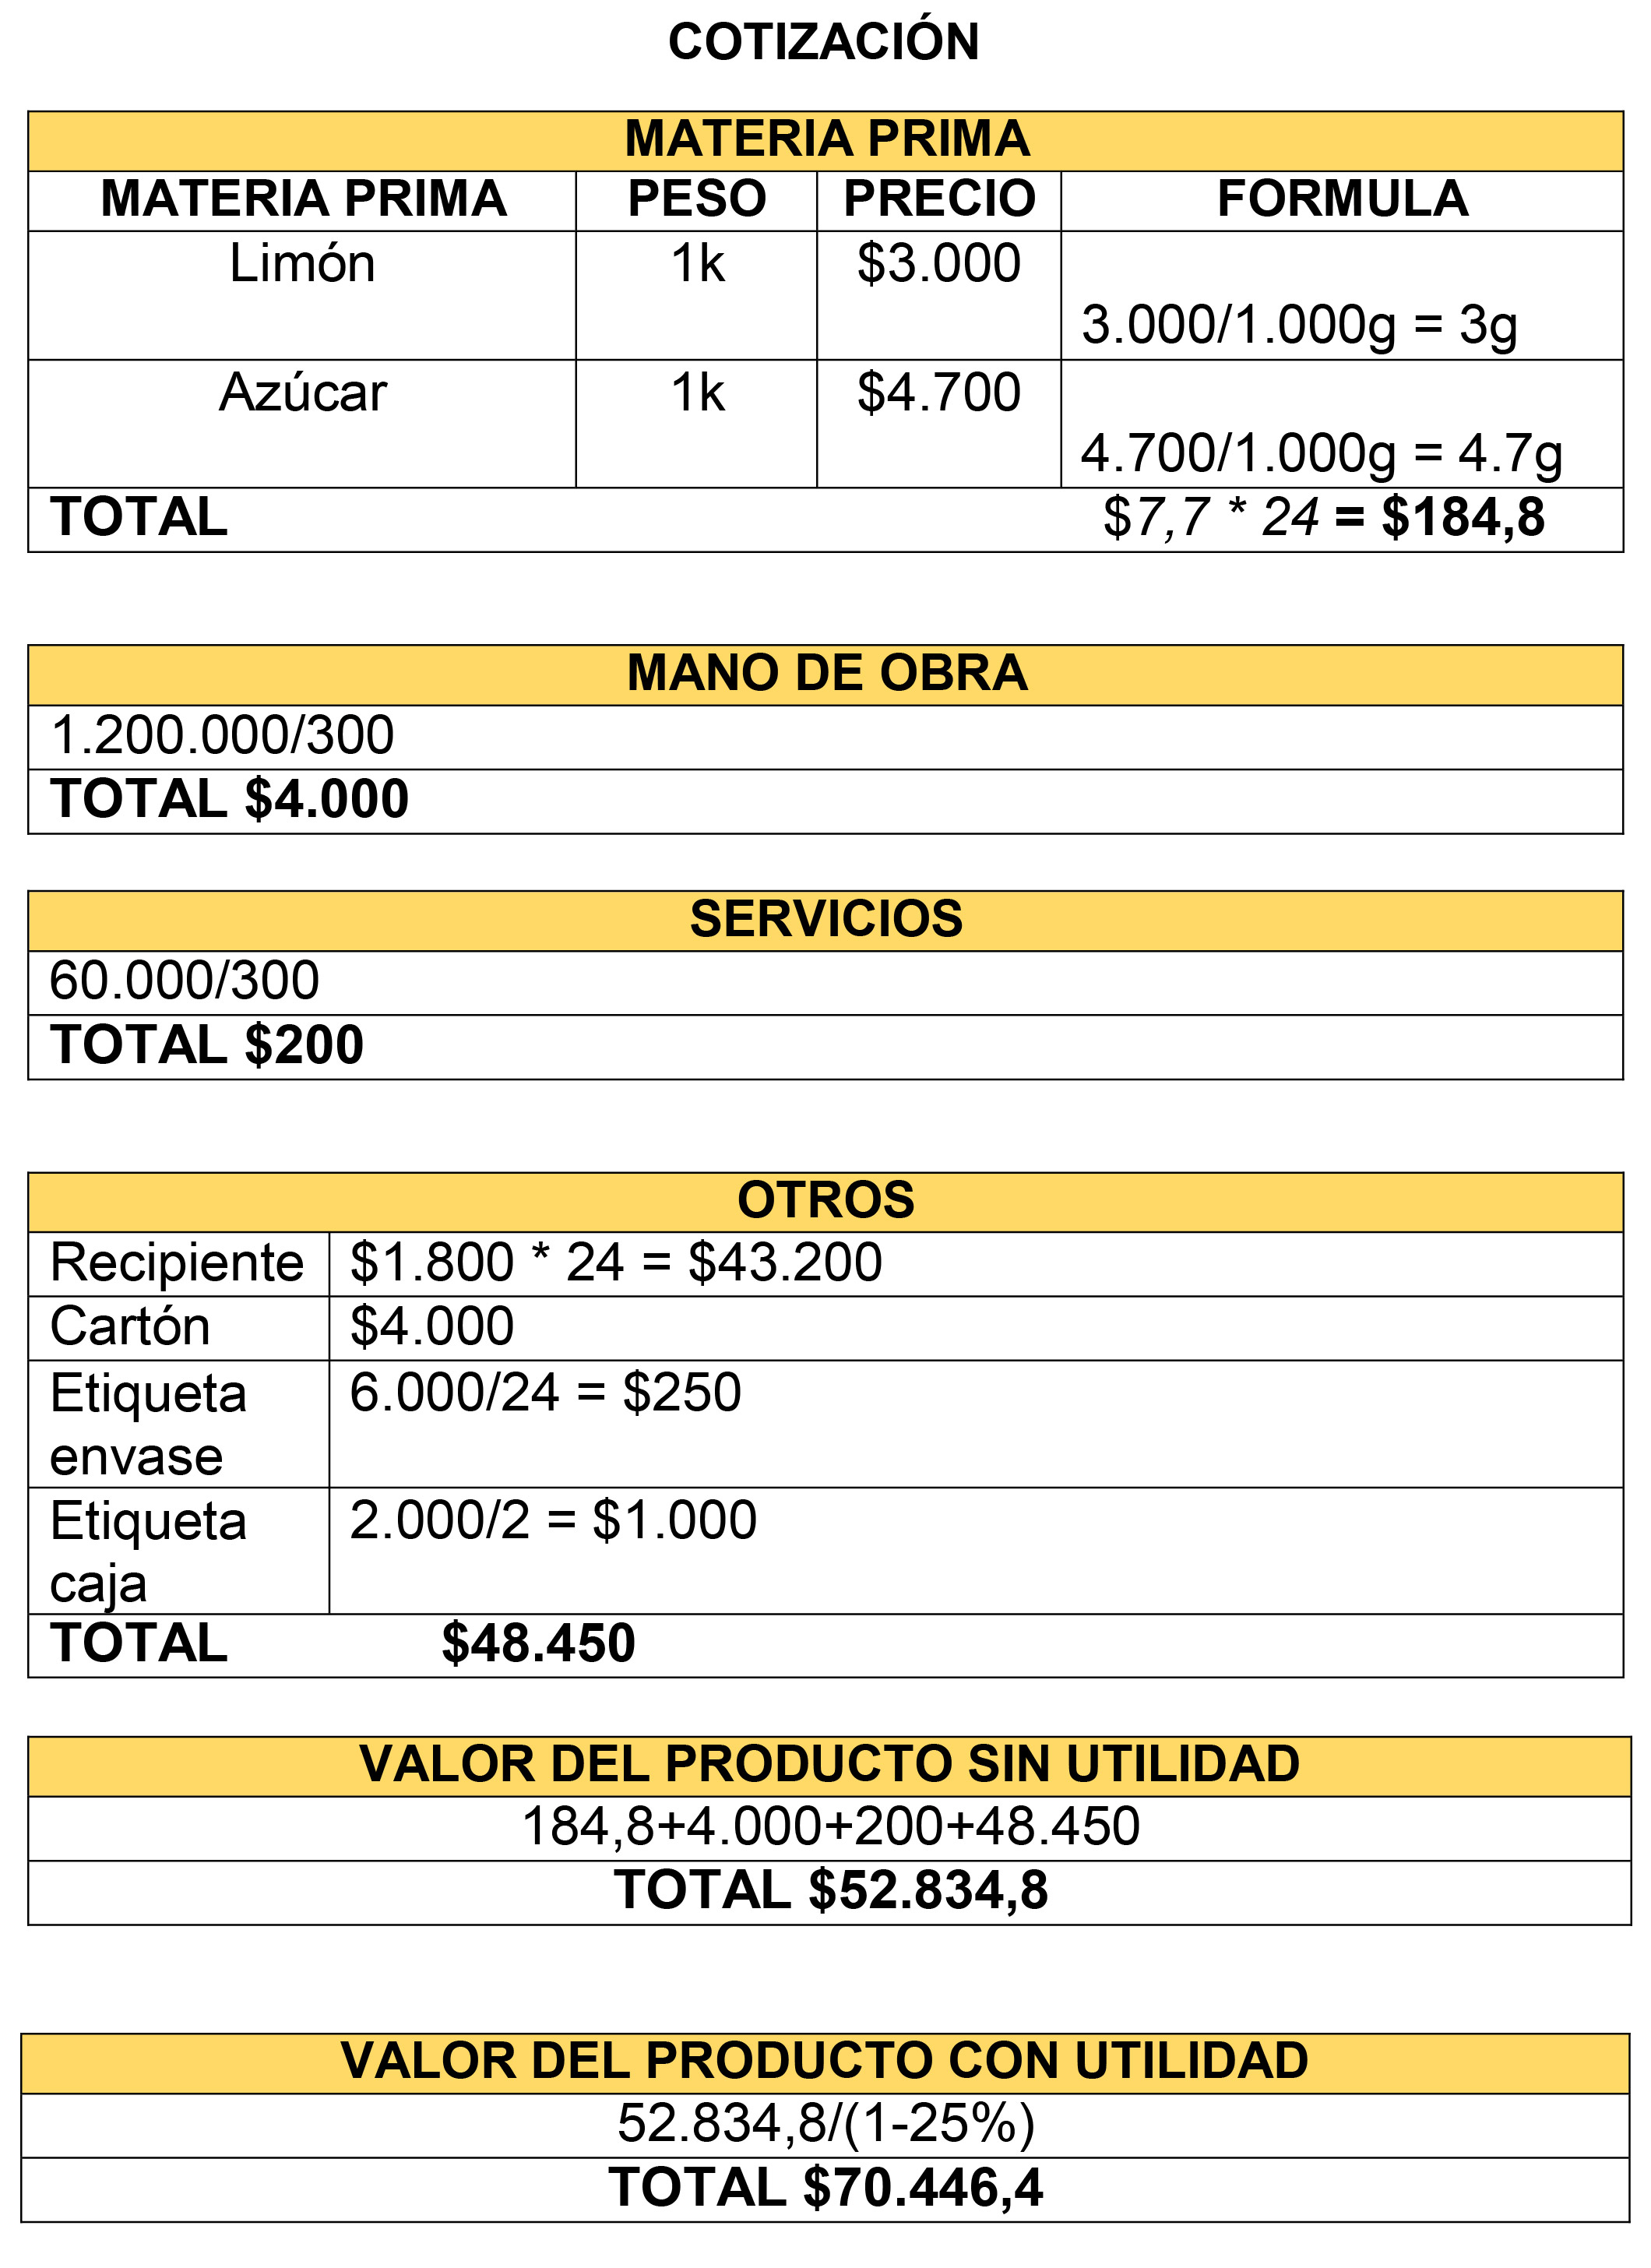 COTIZACIÓN
MATERIA PRIMA
MATERIA PRIMA PESO PRECIO FORMULA
Limón 1k $3.000
3.000/1.000g = 3g
Azúcar 1k $4.700
4.700/1.000g = 4.7g
TOTAL $7,7 * 24 = $184,8
MANO DE OBRA
1.200.000/300
TOTAL $4.000
SERVICIOS
60.000/300
TOTAL $200
OTROS
Recipiente $1.800 * 24 = $43.200
Cartón $4.000
Etiqueta 6.000/24 = $250
envase
Etiqueta 2.000/2 = $1.000
caja
TOTAL $48.450
VALOR DEL PRODUCTO SIN UTILIDAD
184,8+4.000+200+48.450
TOTAL $52.834,8
VALOR DEL PRODUCTO CON UTILIDAD
52.834,8/(1-25%)
TOTAL $70.446,4